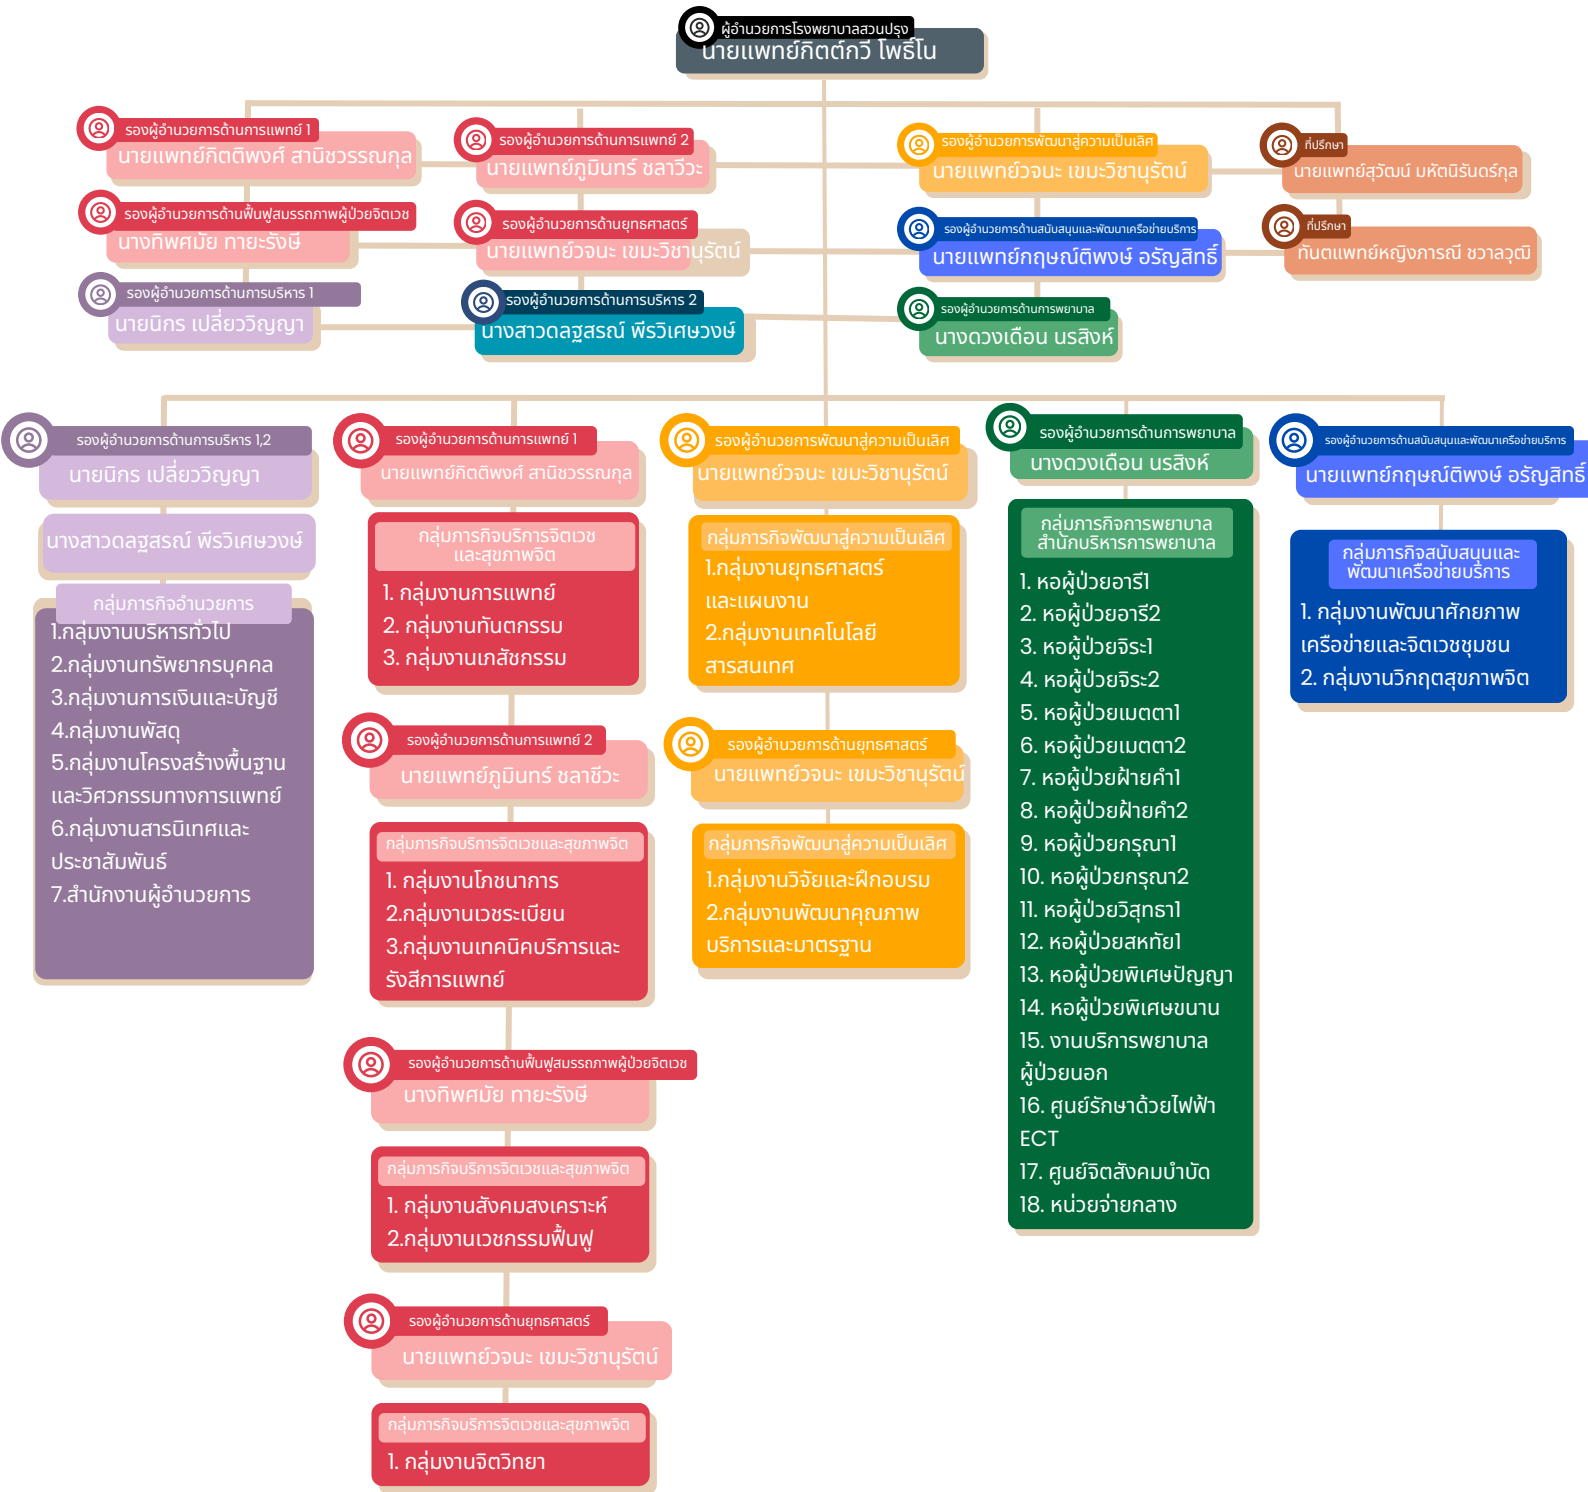 ผู้อำนวยการโรงพยาบาลสวนปรุง
นายแพทย์กิตต์กวี โพธิ์โน
รองผู้อำนวยการด้านการแพทย์ 1
นายแพทย์กิตติพงศ์ สานิชวรรณกุล
รองผู้อำนวยการด้านการแพทย์ 2
นายแพทย์ภูมินทร์ ชลาวีวะ
รองผู้อำนวยการพัฒนาสู่ความเป็นเลิศ
นายแพทย์วจนะ เขมะวิชานุรัตน์
ที่ปรึกษา
นายแพทย์สุวัฒน์ มหัตนิรันดร์กุล
รองผู้อำนวยการด้านฟื้นฟูสมรรถภาพผู้ป่วยจิตเวช
นางทิพศมัย ทายะรังษี
รองผู้อำนวยการด้านยุทธศาสตร์
นายแพทย์วจนะ เขมะวิชานุรัตน์
รองผู้อำนวยการด้านสนับสนุนและพัฒนาเครือข่ายบริการ
นายแพทย์กฤษณ์ติพงษ์ อรัญสิทธิ์
ที่ปรึกษา
ทันตแพทย์หญิงภารณี ชวาลวุฒิ
รองผู้อำนวยการด้านการบริหาร 1
นายนิกร เปลี่ยววิญญา
รองผู้อำนวยการด้านการบริหาร 2
นางสาวดลฐสรณ์ พีรวิเศษวงษ์
รองผู้อำนวยการด้านการพยาบาล
นางดวงเดือน นรสิงห์
รองผู้อำนวยการด้านการบริหาร 1,2
นายนิกร เปลี่ยววิญญา
นางสาวดลฐสรณ์ พีรวิเศษวงษ์
กลุ่มภารกิจอำนวยการ
1.กลุ่มงานบริหารทั่วไป
2.กลุ่มงานทรัพยากรบุคคล
3.กลุ่มงานการเงินและบัญชี
4.กลุ่มงานพัสดุ
5.กลุ่มงานโครงสร้างพื้นฐาน
และวิศวกรรมทางการแพทย์
6.กลุ่มงานสารนิเทศและ
ประชาสัมพันธ์
7.สำนักงานผู้อำนวยการ
รองผู้อำนวยการด้านการแพทย์ 1
นายแพทย์กิตติพงศ์ สานิชวรรณกุล
กลุ่มภารกิจบริการจิตเวช
และสุขภาพจิต
1. กลุ่มงานการแพทย์
2. กลุ่มงานทันตกรรม
3. กลุ่มงานเภสัชกรรม
รองผู้อำนวยการด้านการแพทย์ 2
นายแพทย์ภูมินทร์ ชลาชีวะ
กลุ่มภารกิจบริการจิตเวชและสุขภาพจิต
1. กลุ่มงานโภชนาการ
2.กลุ่มงานเวชระเบียน
3.กลุ่มงานเทคนิคบริการและ
รังสีการแพทย์
รองผู้อำนวยการด้านฟื้นฟูสมรรถภาพผู้ป่วยจิตเวช
นางทิพศมัย ทายะรังษี
กลุ่มภารกิจบริการจิตเวชและสุขภาพจิต
1. กลุ่มงานสังคมสงเคราะห์
2.กลุ่มงานเวชกรรมฟื้นฟู
รองผู้อำนวยการด้านยุทธศาสตร์
นายแพทย์วจนะ เขมะวิชานุรัตน์
กลุ่มภารกิจบริการจิตเวชและสุขภาพจิต
1. กลุ่มงานจิตวิทยา
รองผู้อำนวยการพัฒนาสู่ความเป็นเลิศ
นายแพทย์วจนะ เขมะวิชานุรัตน์
กลุ่มภารกิจพัฒนาสู่ความเป็นเลิศ
1.กลุ่มงานยุทธศาสตร์
และแผนงาน
2.กลุ่มงานเทคโนโลยี
สารสนเทศ
รองผู้อำนวยการด้านยุทธศาสตร์
นายแพทย์วจนะ เขมะวิชานุรัตน์
กลุ่มภารกิจพัฒนาสู่ความเป็นเลิศ
1.กลุ่มงานวิจัยและฝึกอบรม
2.กลุ่มงานพัฒนาคุณภาพ
บริการและมาตรฐาน
รองผู้อำนวยการด้านการพยาบาล
นางดวงเดือน นรสิงห์
กลุ่มภารกิจการพยาบาล
สำนักบริหารการพยาบาล
1. หอผู้ป่วยอารี1
2. หอผู้ป่วยอารี2
3. หอผู้ป่วยจิระ1
4. หอผู้ป่วยจิระ2
5. หอผู้ป่วยเมตตา1
6. หอผู้ป่วยเมตตา2
7. หอผู้ป่วยฝ้ายคำ1
8. หอผู้ป่วยฝ้ายคำ2
9. หอผู้ป่วยกรุณา1
10. หอผู้ป่วยกรุณา2
11. หอผู้ป่วยวิสุทธา1
12. หอผู้ป่วยสหทัย1
13. หอผู้ป่วยพิเศษปัญญา
14. หอผู้ป่วยพิเศษขนาน
15. งานบริการพยาบาล
ผู้ป่วยนอก
16. ศูนย์รักษาด้วยไฟฟ้า
ECT
17. ศูนย์จิตสังคมบำบัด
18. หน่วยจ่ายกลาง
รองผู้อำนวยการด้านสนับสนุนและพัฒนาเครือข่ายบริการ
นายแพทย์กฤษณ์ติพงษ์ อรัญสิทธิ์
กลุ่มภารกิจสนับสนุนและ
พัฒนาเครือข่ายบริการ
1. กลุ่มงานพัฒนาศักยภาพ
เครือข่ายและจิตเวชชุมชน
2. กลุ่มงานวิกฤตสุขภาพจิต